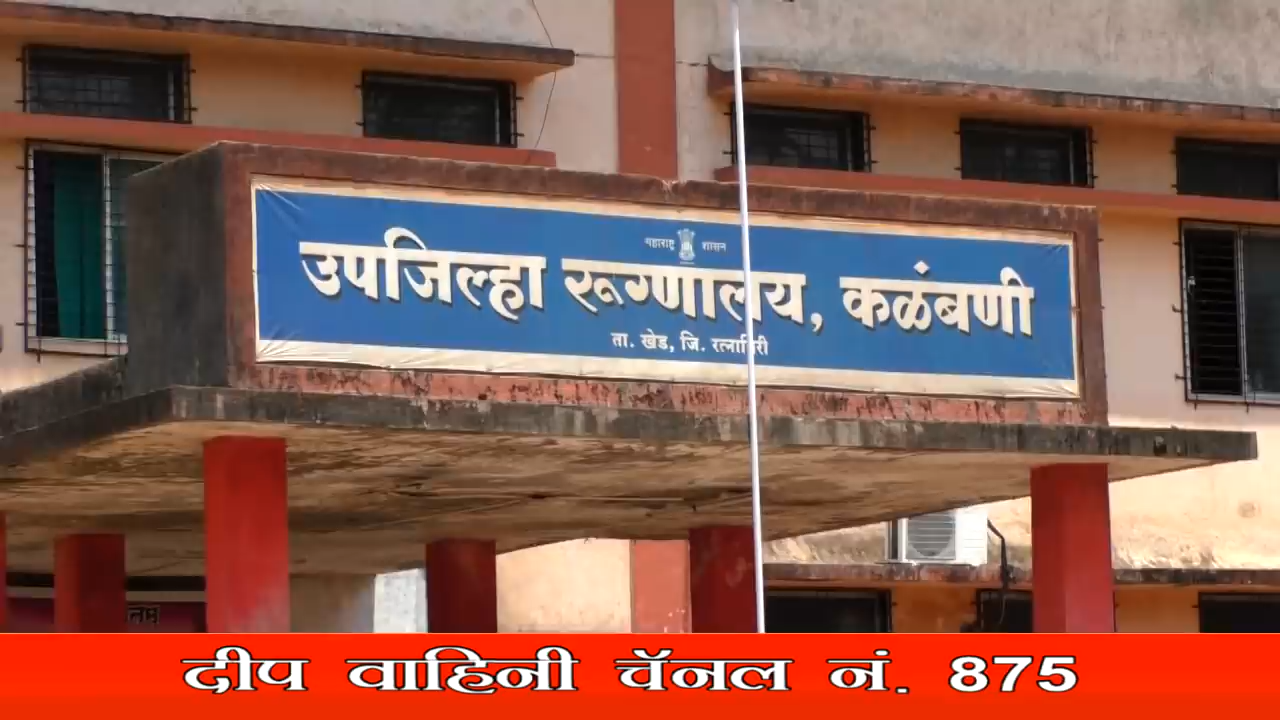 महाराष्ट्र शासन
उपजिल्हा रूग्णालय, कळंबणी
ता. खेड, जि. रत्नागिरी
दीप वाहिनी चॅनल नं. 875